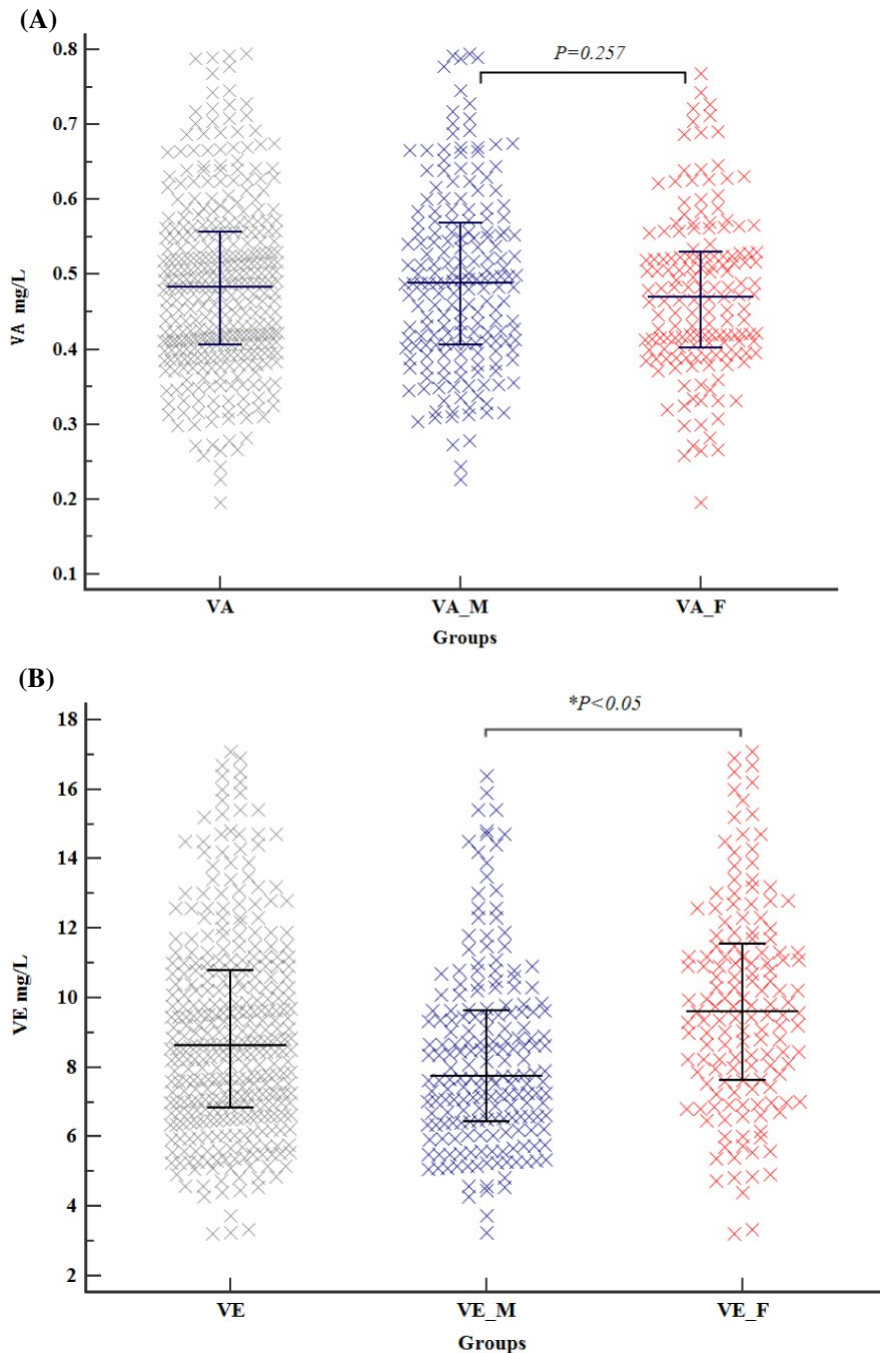 (A)
P=0.257
0.8
0.7
0.6
0.5
0.4
0.3
0.2
0.1
VA mg/L
VA VA_M VA_F
Groups
(B)
*P<0.05
18
16
14
12
10
8
6
4
2
VE mg/L
VE VE_M VE_F
Groups